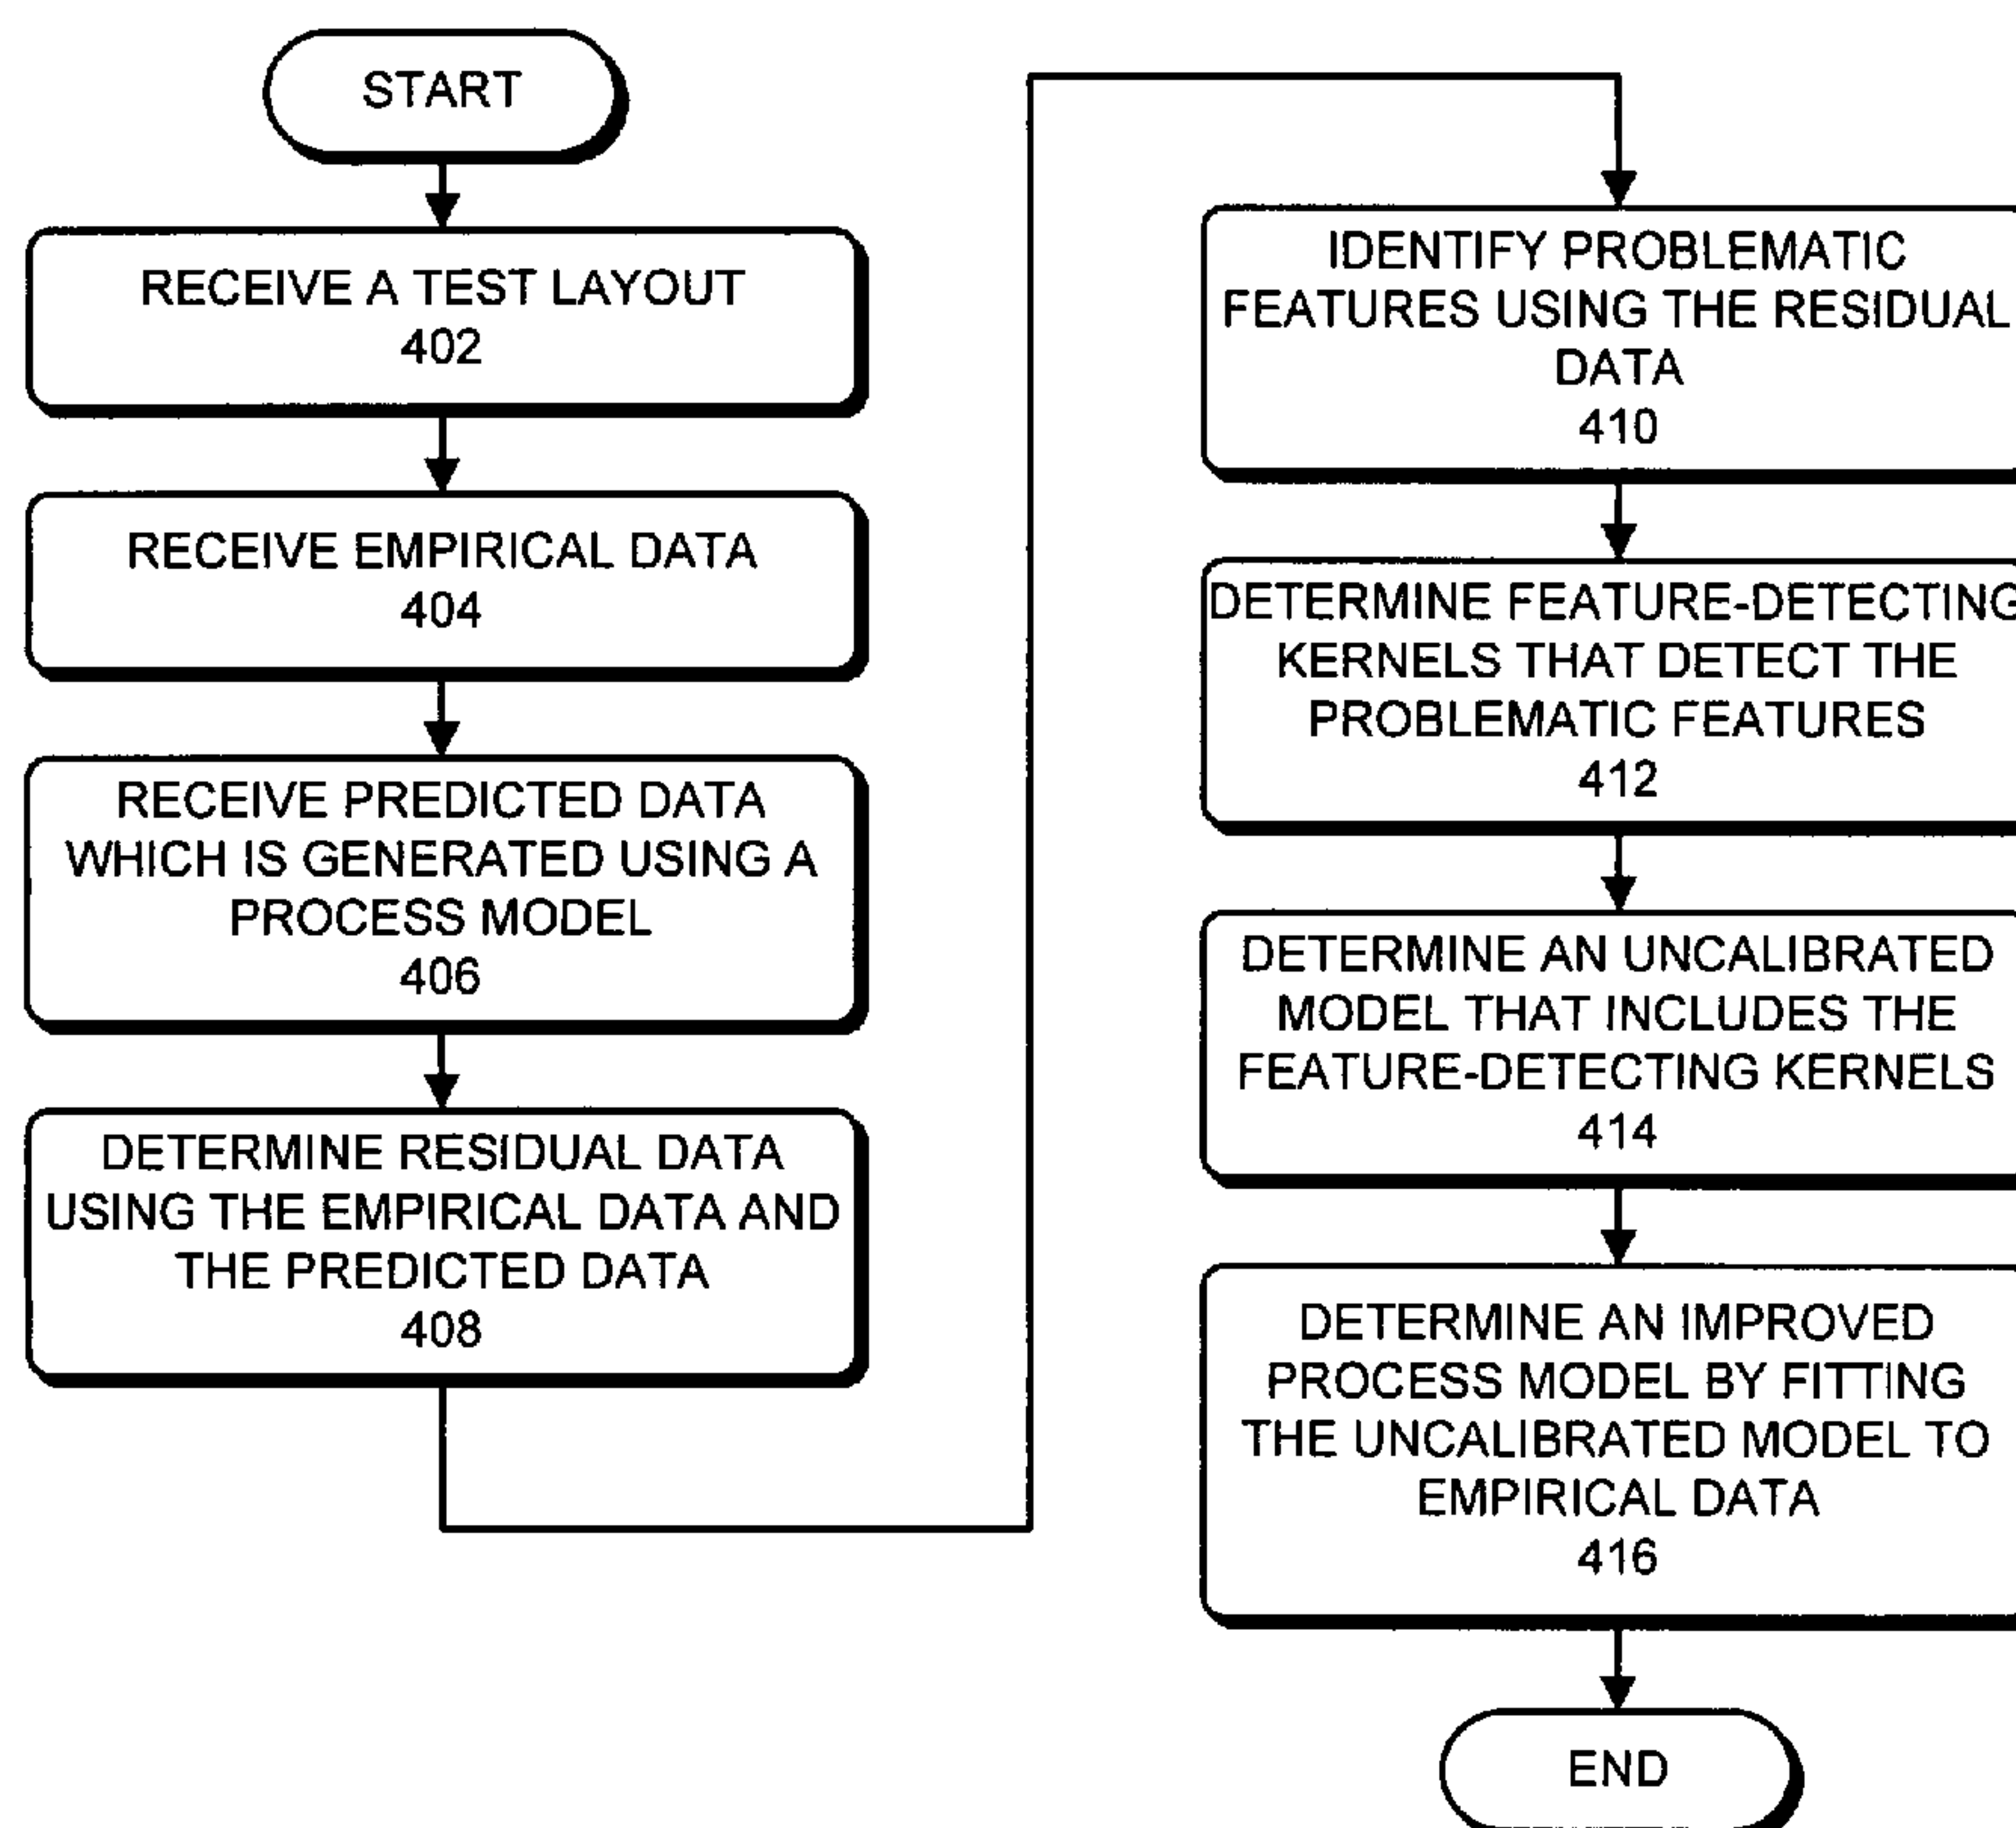 START
RECEIVE A TEST LAYOUT
402
RECEIVE EMPIRICAL DATA
404
RECEIVE PREDICTED DATA
WHICH IS GENERATED USING A
PROCESS MODEL
406
DETERMINE RESIDUAL DATA
USING THE EMPIRICAL DATA AND
THE PREDICTED DATA
408
IDENTIFY PROBLEMATIC
FEATURES USING THE RESIDUAL
DATA
410
DETERMINE FEATURE-DETECTING
KERNELS THAT DETECT THE
PROBLEMATIC FEATURES
412
DETERMINE AN UNCALIBRATED
MODEL THAT INCLUDES THE
FEATURE-DETECTING KERNELS
414
DETERMINE AN IMPROVED
PROCESS MODEL BY FITTING
THE UNCALIBRATED MODEL TO
EMPIRICAL DATA
416
END